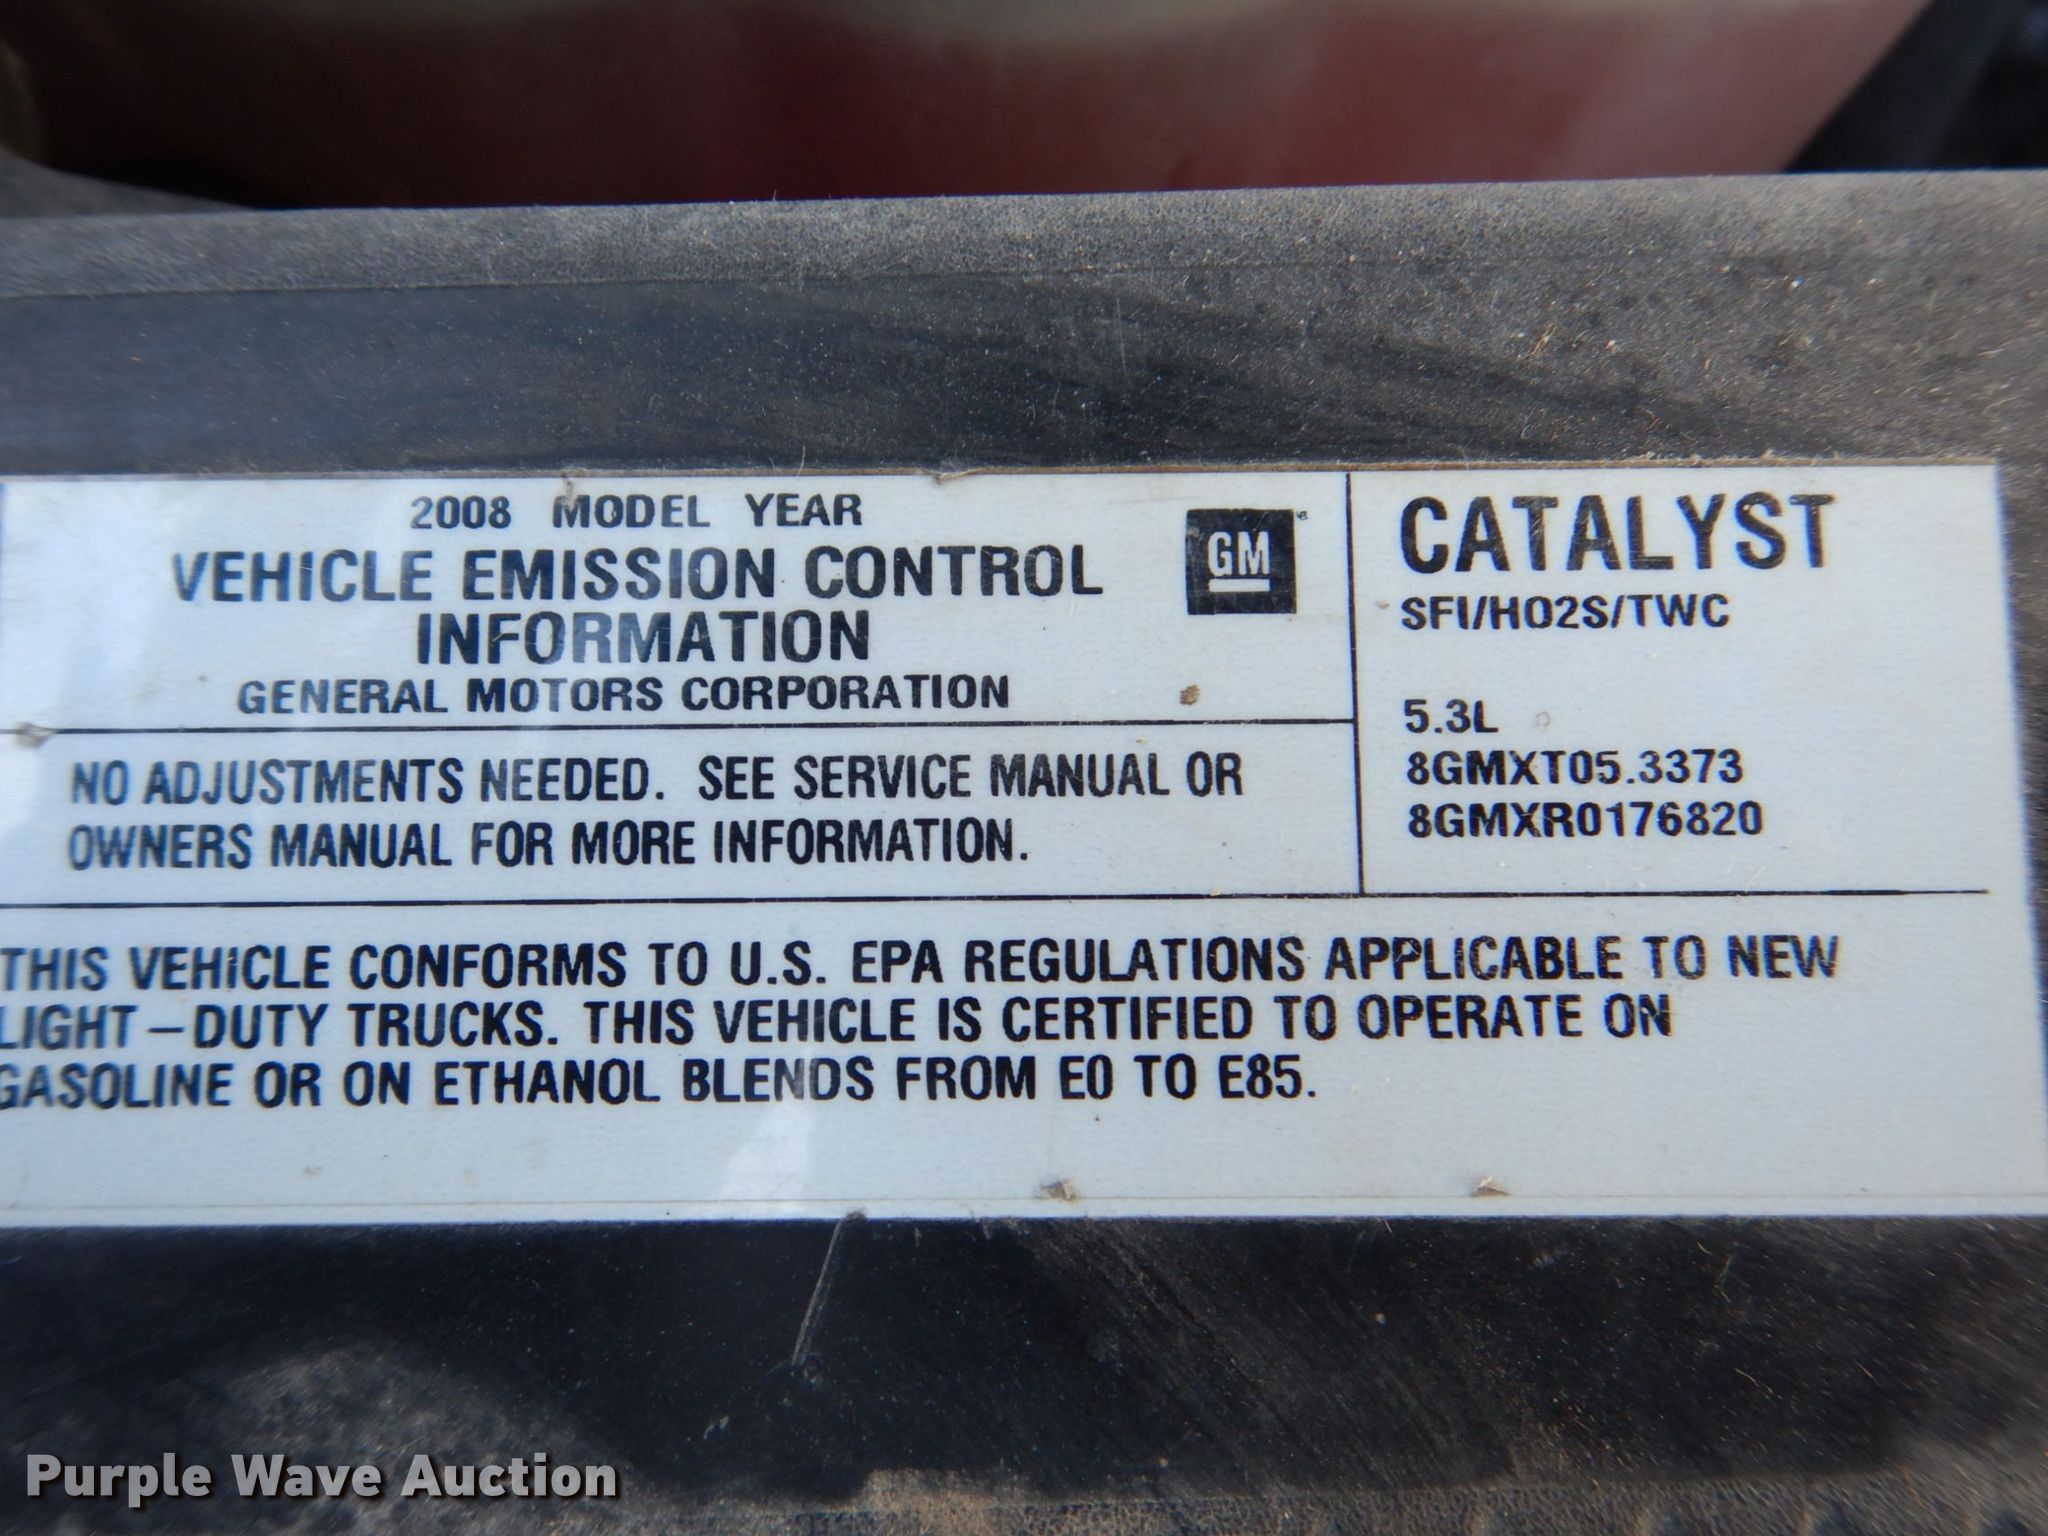 2008 MODEL YEAR
VEHICLE EMISSION CONTROL
INFORMATION
GENERAL MOTORS CORPORATION
GM
NO ADJUSTMENTS NEEDED. SEE SERVICE MANUAL OR
OWNERS MANUAL FOR MORE INFORMATION.
CATALYST
SFI/HO2S/TWC
5.3L
8GMXT05.3373
8GMXR0176820
THIS VEHICLE CONFORMS TO U.S. EPA REGULATIONS APPLICABLE TO NEW
LIGHT-DUTY TRUCKS. THIS VEHICLE IS CERTIFIED TO OPERATE ON
GASOLINE OR ON ETHANOL BLENDS FROM E0 TO E85.
Purple Wave Auction